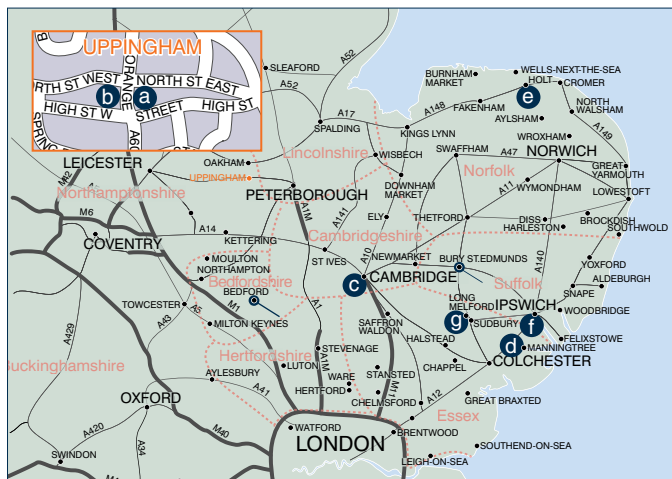 UPPINGHAM
ORANGE
RTH ST WEST
NORTH ST EAST
b
a
HIGH ST W
STREET
HIGH ST
SPRING
A6
A52
SLEAFORD
A52
A17
SPALDING
BURNHAM
MARKET
WELLS-NEXT-THE-SEA
HOLT
CROMER
e
A148
FAKENHAM
NORTH
WALSHAM
AYLSHAM
A149
KINGS LYNN
WROXHAM
LEICESTER
OAKHAM
Lincolnshire
WISBECH
SWAFFHAM
A47
NORWICH
M42
UPPINGHAM
Northamptonshire
PETERBOROUGH
DOWNHAM
MARKET
Norfolk
A11
WYMONDHAM
GREAT
YARMOUTH
LOWESTOFT
M6
A14
A1M
A141
ELY
THETFORD
DISS
HARLESTON
BROCKDISH
SOUTHWOLD
COVENTRY
KETTERING
Cambridgeshire
MOULTON
NORTHAMPTON
ST IVES
A10
NEWMARKET
BURY ST.EDMUNDS
A140
YOXFORD
Bedfordshire
BEDFORD
c
CAMBRIDGE
Suffolk
ALDEBURGH
SNAPE
TOWCESTER
A5
M1
A1
LONG
MELFORD
IPSWICH
WOODBRIDGE
A43
MILTON KEYNES
SAFFRON
WALDON
g
SUDBURY
f
FELIXSTOWE
A429
Hertfordshire
STEVENAGE
HALSTEAD
d
MANNINGTREE
Buckinghamshire
LUTON
A1M
STANSTED
CHAPPEL
COLCHESTER
AYLESBURY
WARE
HERTFORD
M11
A41
CHELMSFORD
A12
GREAT BRAXTED
OXFORD
Essex
A420
M40
WATFORD
LONDON
BRENTWOOD
SWINDON
A34
SOUTHEND-ON-SEA
LEIGH-ON-SEA